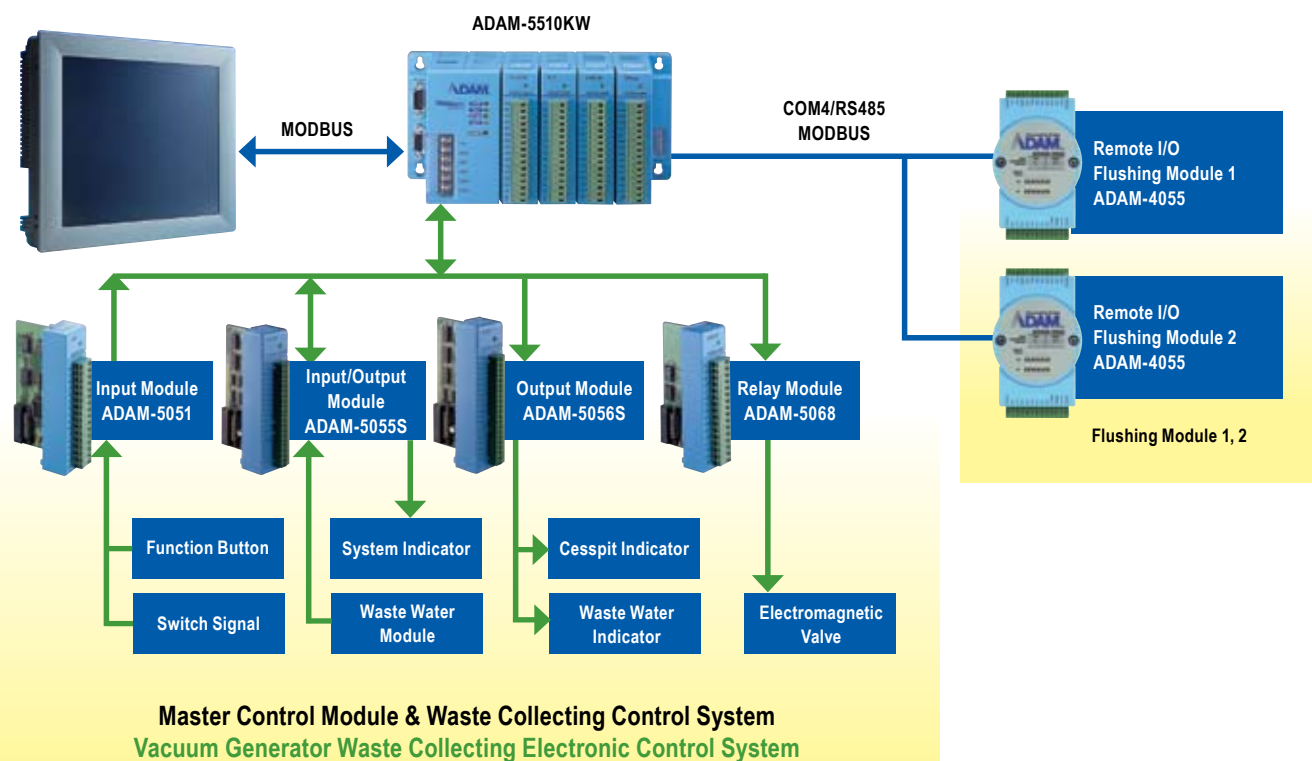 ADAM-5510KW
MODBUS
COM4/RS485
MODBUS
ADAM
ADAM
Remote I/O
Flushing Module 1
ADAM-4055
ADAM
Remote I/O
Flushing Module 2
ADAM-4055
Flushing Module 1, 2
Input Module
ADAM-5051
Input/Output
Module
ADAM-5055S
Output Module
ADAM-5056S
Relay Module
ADAM-5068
Function Button
System Indicator
Cesspit Indicator
Switch Signal
Waste Water
Module
Waste Water
Indicator
Electromagnetic
Valve
Master Control Module & Waste Collecting Control System
Vacuum Generator Waste Collecting Electronic Control System